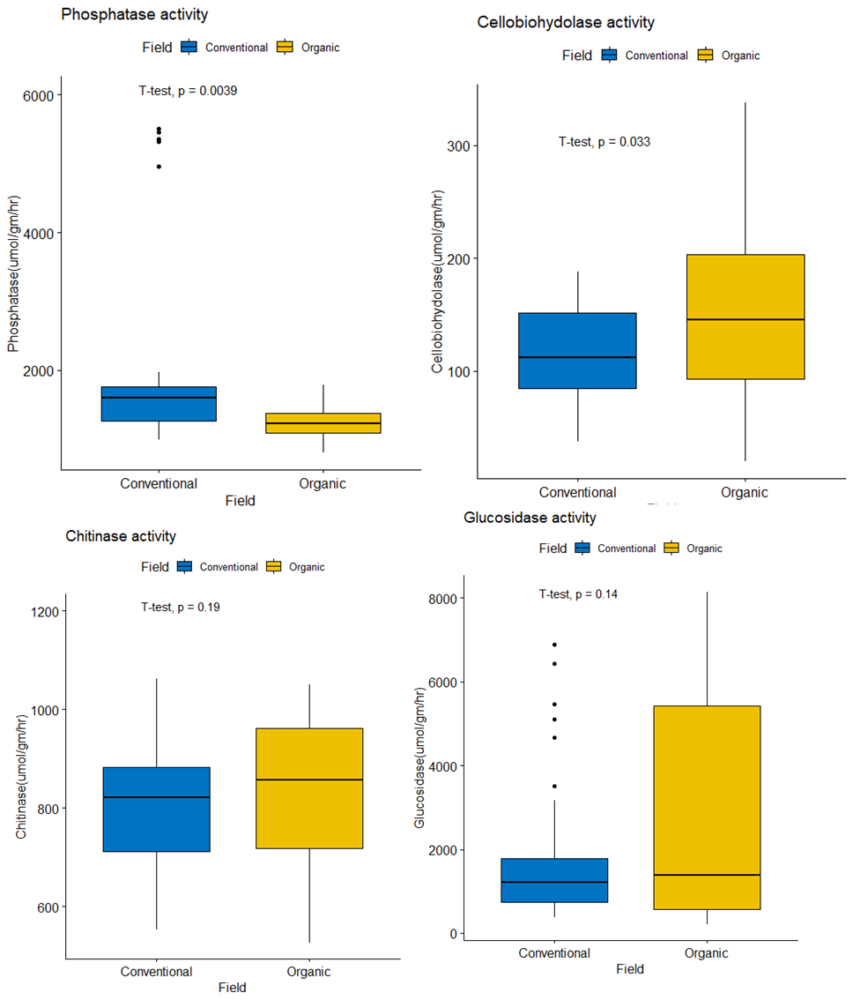 Phosphatase activity
Field Conventional Organic
T-test, p = 0.0039
6000
4000
2000
Phosphatase(umol/gm/hr)
Conventional Organic
Field
Cellobiohydolase activity
Field Conventional Organic
T-test, p = 0.033
300
200
100
Cellobiohydolase(umol/gm/hr)
Conventional Organic
Chitinase activity
Field Conventional Organic
T-test, p = 0.19
1200
1000
800
600
Chitinase(umol/gm/hr)
Conventional Organic
Field
Glucosidase activity
Field Conventional Organic
T-test, p = 0.14
8000
6000
4000
2000
0
Glucosidase(umol/gm/hr)
Conventional Organic
Field